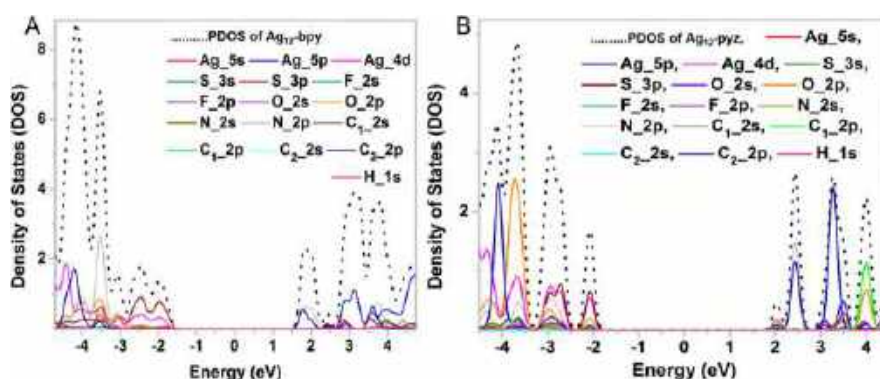 A
PDOS of Ag₁₂-bpy
Ag_5s Ag_5p Ag_4d
S_3s S_3p F_2s
F_2p O_2s O_2p
N_2s N_2p C₁_2s
C₁_2p C₂_2s C₂_2p
H_1s
Density of States (DOS)
8
6
4
2
-4 -3 -2 -1 0 1 2 3 4
Energy (eV)
B
PDOS of Ag₁₂-pyz, Ag_5s,
Ag_5p, Ag_4d, S_3s,
S_3p, O_2s, O_2p,
F_2s, F_2p, N_2s,
N_2p, C₁_2s, C₁_2p,
C₂_2s, C₂_2p, H_1s
Density of States (DOS)
4
2
-4 -3 -2 -1 0 1 2 3 4
Energy (eV)